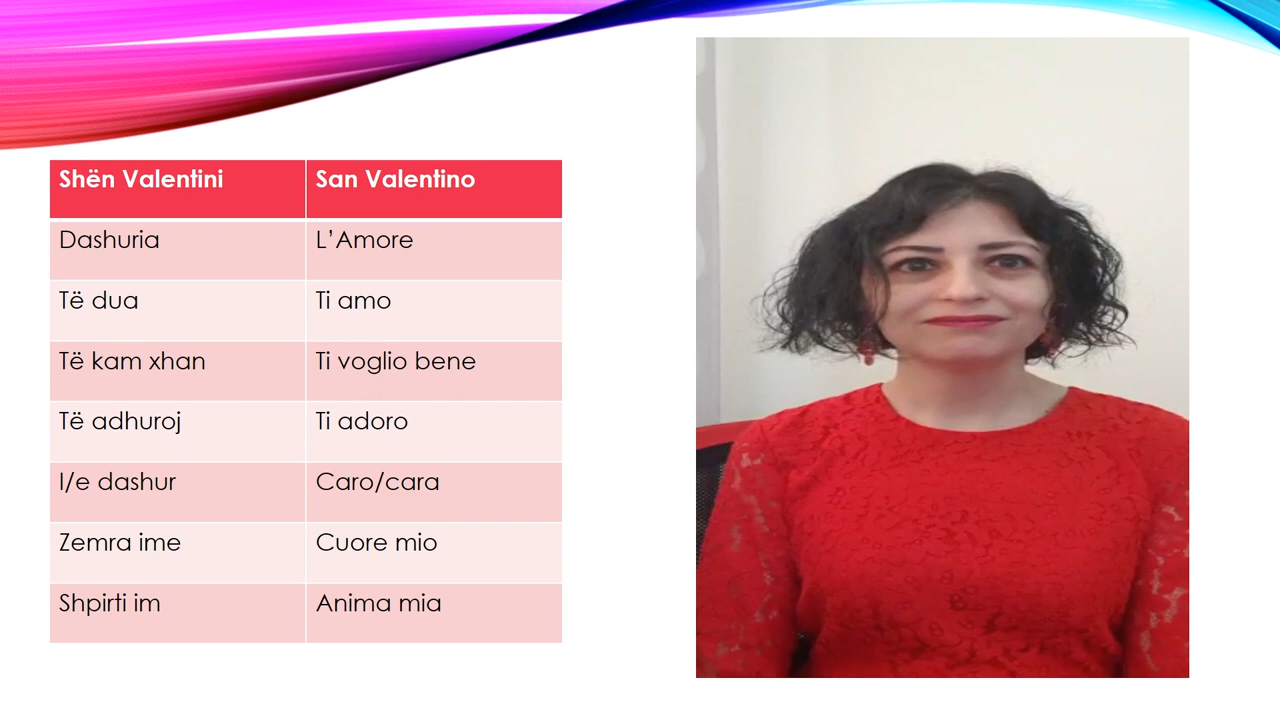 Shën Valentini San Valentino
Dashuria L’Amore
Të dua Ti amo
Të kam xhan Ti voglio bene
Të adhuroj Ti adoro
I/e dashur Caro/cara
Zemra ime Cuore mio
Shpirti im Anima mia